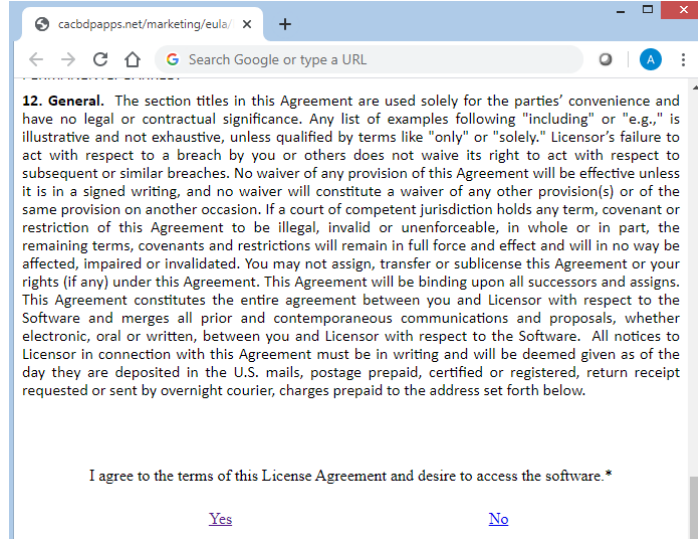 cacbdpapps.net/marketing/eula/
Search Google or type a URL
A
12. General. The section titles in this Agreement are used solely for the parties' convenience and
have no legal or contractual significance. Any list of examples following "including" or "e.g.," is
illustrative and not exhaustive, unless qualified by terms like "only" or "solely." Licensor's failure to
act with respect to a breach by you or others does not waive its right to act with respect to
subsequent or similar breaches. No waiver of any provision of this Agreement will be effective unless
it is in a signed writing, and no waiver will constitute a waiver of any other provision(s) or of the
same provision on another occasion. If a court of competent jurisdiction holds any term, covenant or
restriction of this Agreement to be illegal, invalid or unenforceable, in whole or in part, the
remaining terms, covenants and restrictions will remain in full force and effect and will in no way be
affected, impaired or invalidated. You may not assign, transfer or sublicense this Agreement or your
rights (if any) under this Agreement. This Agreement will be binding upon all successors and assigns.
This Agreement constitutes the entire agreement between you and Licensor with respect to the
Software and merges all prior and contemporaneous communications and proposals, whether
electronic, oral or written, between you and Licensor with respect to the Software. All notices to
Licensor in connection with this Agreement must be in writing and will be deemed given as of the
day they are deposited in the U.S. mails, postage prepaid, certified or registered, return receipt
requested or sent by overnight courier, charges prepaid to the address set forth below.
I agree to the terms of this License Agreement and desire to access the software.*
Yes No